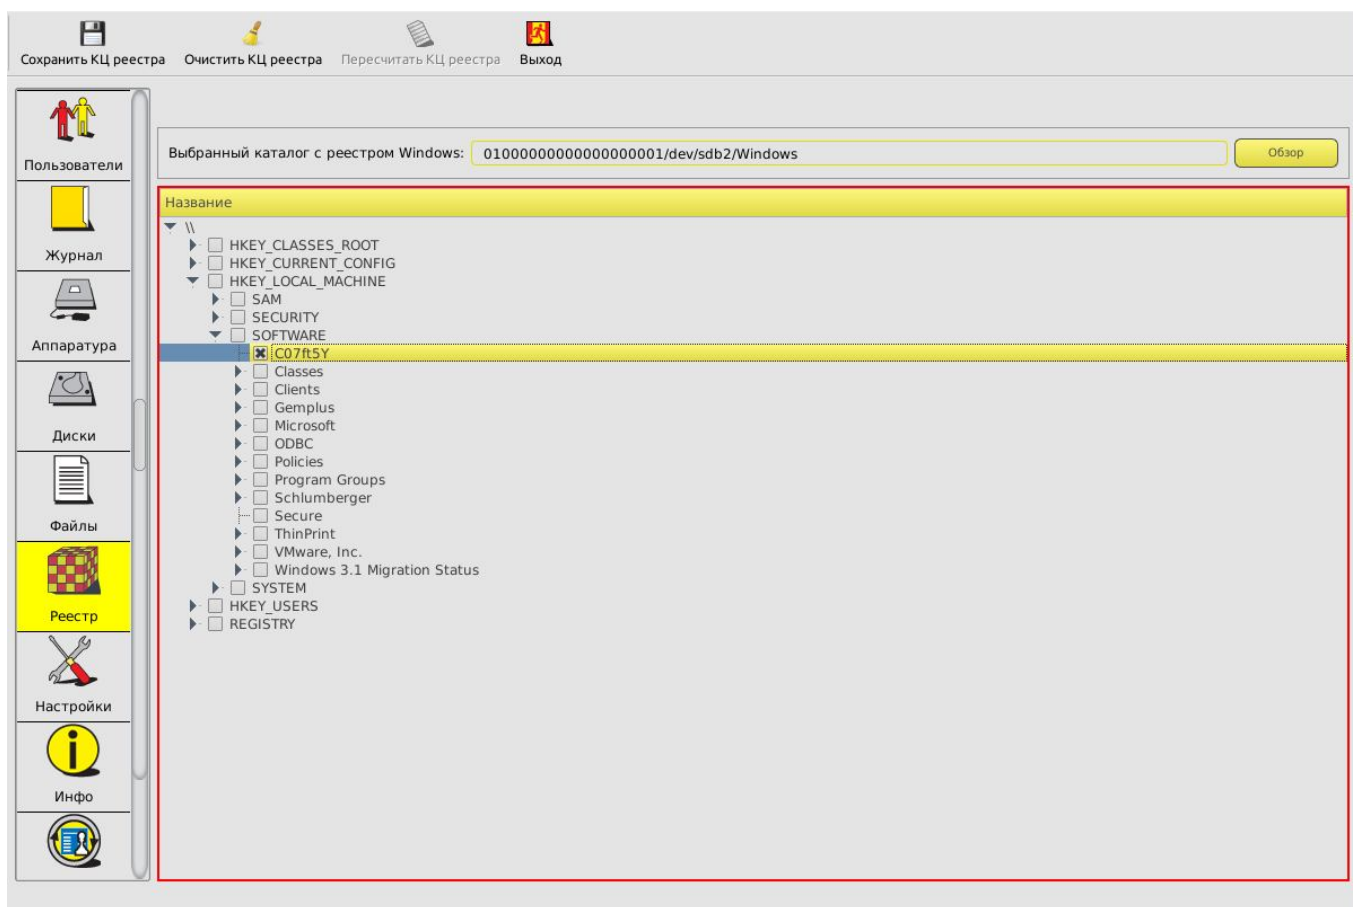 Сохранить КЦ реестра Очистить КЦ реестра Пересчитать КЦ реестра Выход
Пользователи
Журнал
Аппаратура
Диски
Файлы
Реестр
Настройки
Инфо
Выбранный каталог с реестром Windows: 01000000000000000001/dev/sdb2/Windows Обзор
Название
\\
HKEY_CLASSES_ROOT
HKEY_CURRENT_CONFIG
HKEY_LOCAL_MACHINE
SAM
SECURITY
SOFTWARE
C07ft5Y
Classes
Clients
Gemplus
Microsoft
ODBC
Policies
Program Groups
Schlumberger
Secure
ThinPrint
VMware, Inc.
Windows 3.1 Migration Status
SYSTEM
HKEY_USERS
REGISTRY